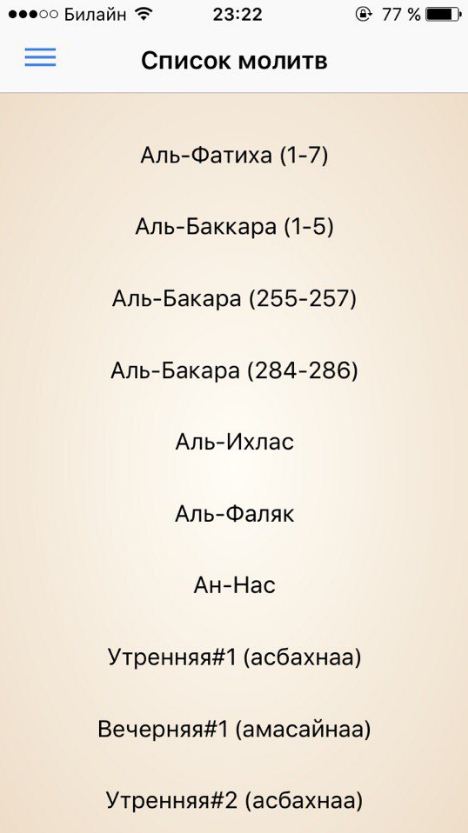 Билайн 23:22 77 %
Список молитв
Аль-Фатиха (1-7)
Аль-Баккара (1-5)
Аль-Бакара (255-257)
Аль-Бакара (284-286)
Аль-Ихлас
Аль-Фаляк
Ан-Нас
Утренняя#1 (асбахнаа)
Вечерняя#1 (амасайнаа)
Утренняя#2 (асбахнаа)